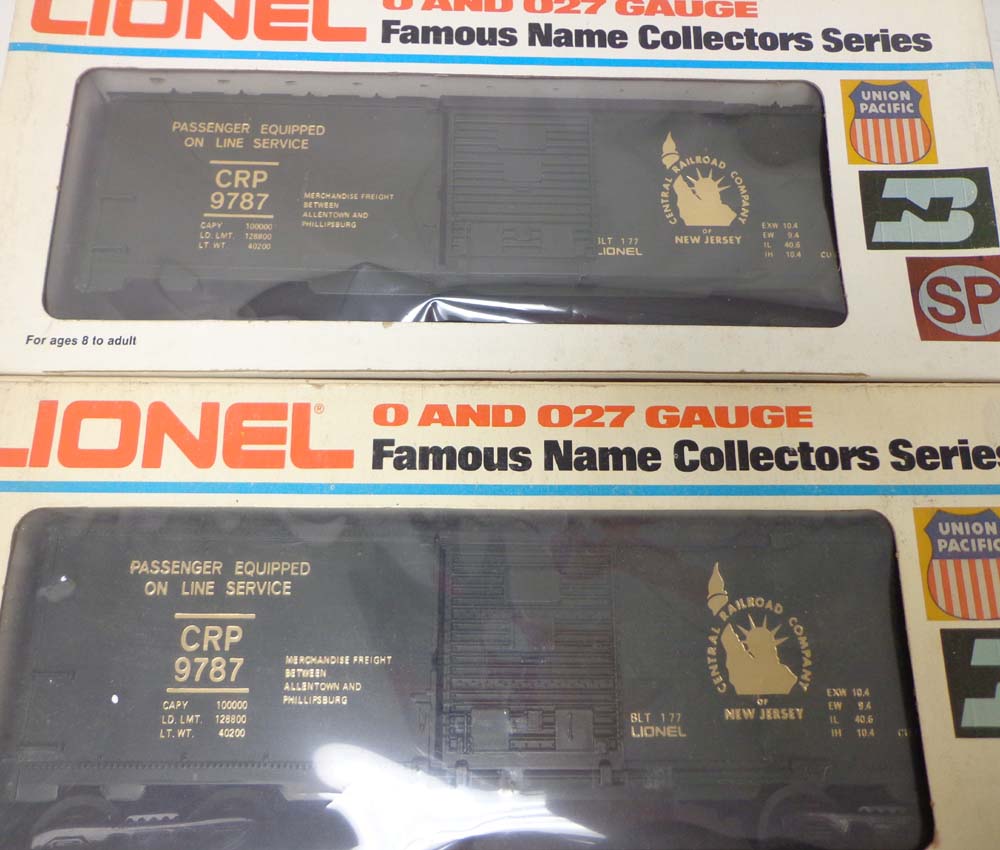 LIONEL
O AND O27 GAUGE
Famous Name Collectors Series
PASSENGER EQUIPPED
ON LINE SERVICE
CRP
9787
CAPY 100000
LD. LMT. 128800
LT. WT. 40200
MERCHANDISE FREIGHT
BETWEEN
ALLENTOWN AND
PHILLIPSBURG
BLT 1 77
LIONEL
CENTRAL RAILROAD COMPANY
OF
NEW JERSEY
EXW 10.4
EW 9.4
IL 40.6
IH 10.4 CU
UNION
PACIFIC
BN
SP
For ages 8 to adult
LIONEL®
O AND O27 GAUGE
Famous Name Collectors Series
PASSENGER EQUIPPED
ON LINE SERVICE
CRP
9787
CAPY 100000
LD. LMT. 128800
LT. WT. 40200
MERCHANDISE FREIGHT
BETWEEN
ALLENTOWN AND
PHILLIPSBURG
BLT 1 77
LIONEL
CENTRAL RAILROAD COMPANY
OF
NEW JERSEY
EXW 10.4
EW 9.4
IL 40.6
IH 10.4
UNION
PACIFIC